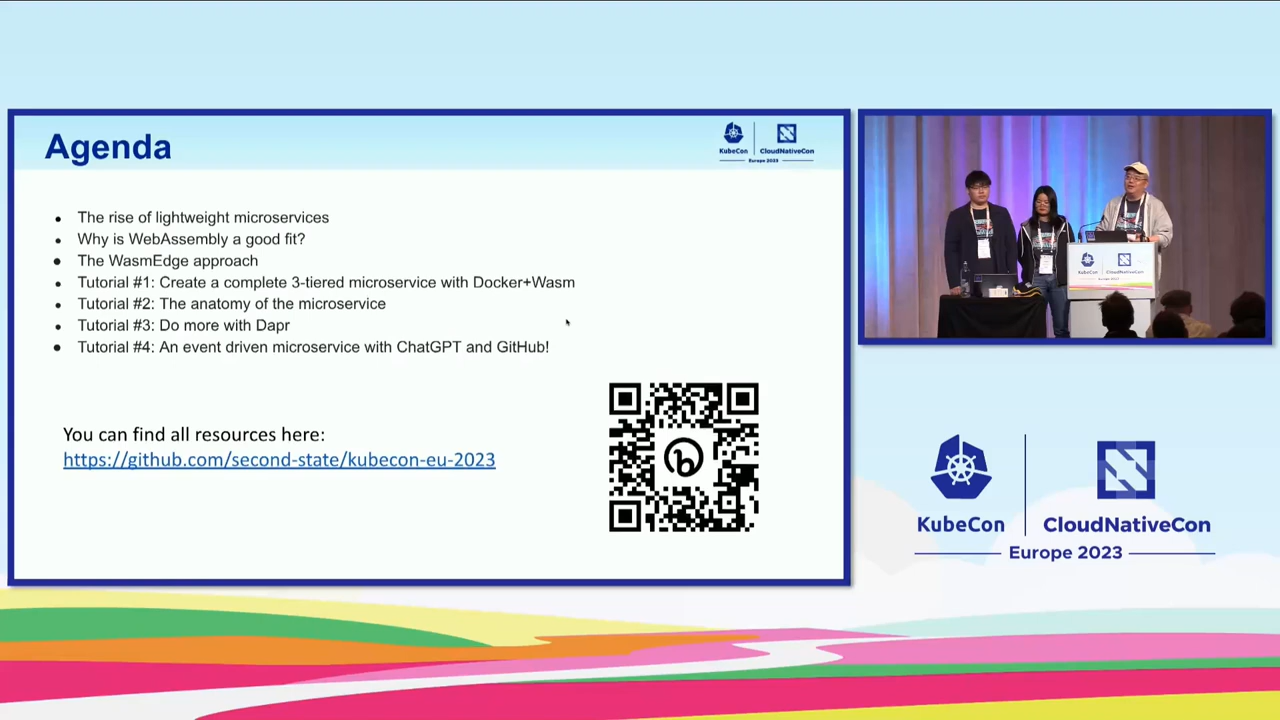 Agenda
KubeCon
CloudNativeCon
Europe 2023
• The rise of lightweight microservices
• Why is WebAssembly a good fit?
• The WasmEdge approach
• Tutorial #1: Create a complete 3-tiered microservice with Docker+Wasm
• Tutorial #2: The anatomy of the microservice
• Tutorial #3: Do more with Dapr
• Tutorial #4: An event driven microservice with ChatGPT and GitHub!
You can find all resources here:
https://github.com/second-state/kubecon-eu-2023
KubeCon
CloudNativeCon
Europe 2023